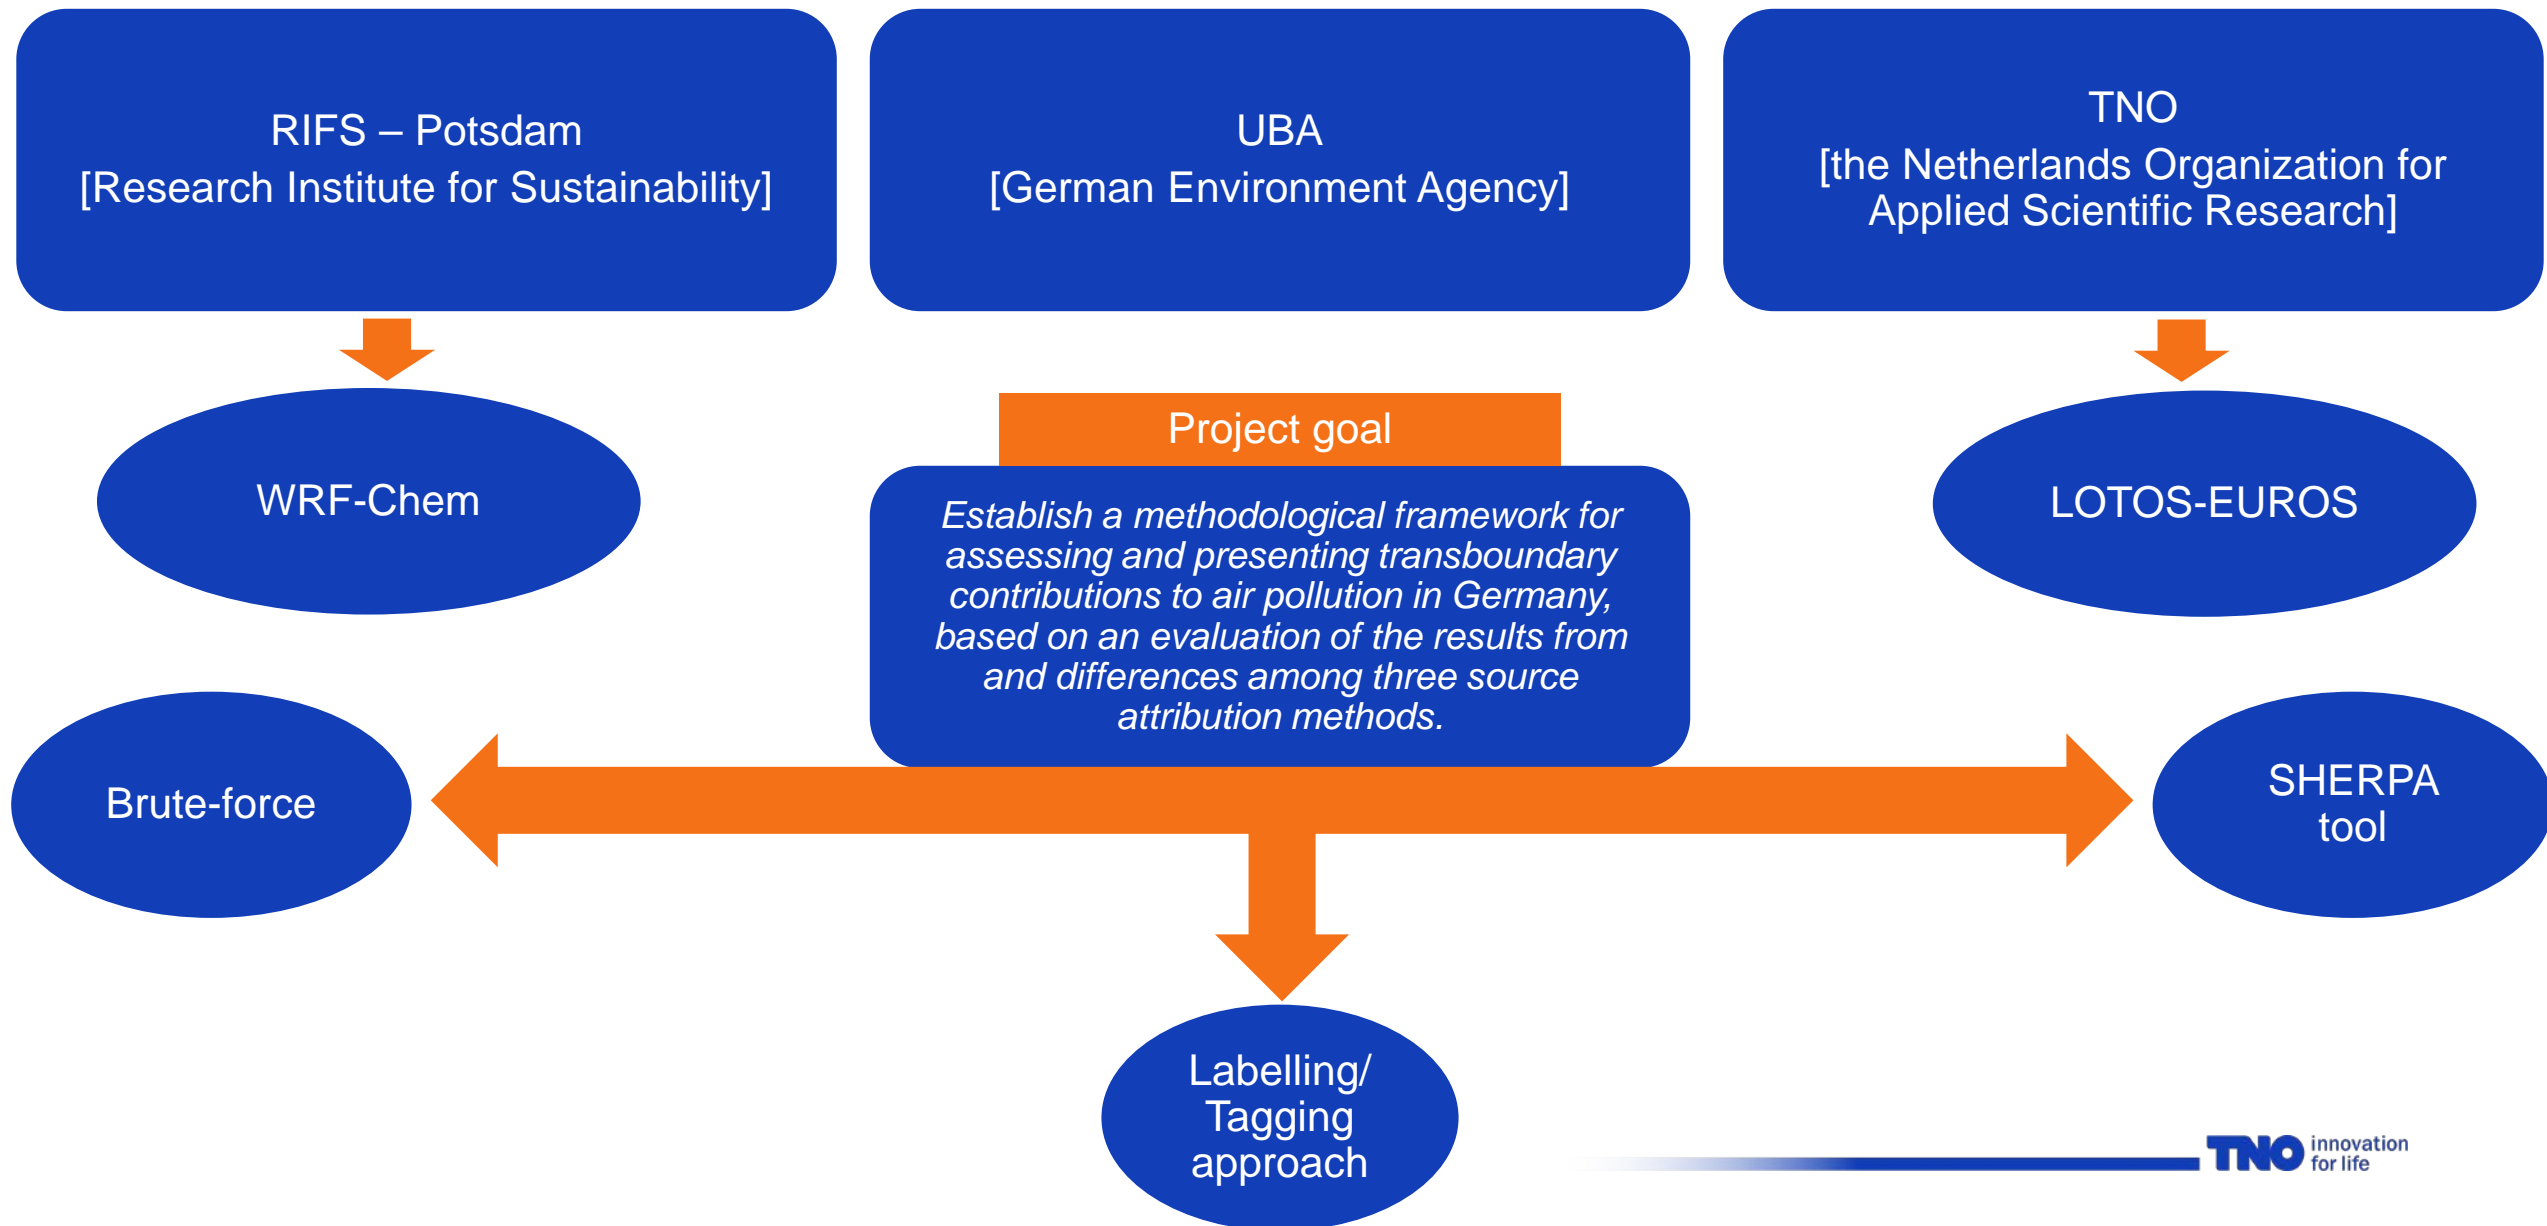 RIFS – Potsdam
[Research Institute for Sustainability]
UBA
[German Environment Agency]
TNO
[the Netherlands Organization for
Applied Scientific Research]
WRF-Chem
Project goal
Establish a methodological framework for
assessing and presenting transboundary
contributions to air pollution in Germany,
based on an evaluation of the results from
and differences among three source
attribution methods.
LOTOS-EUROS
Brute-force
SHERPA
tool
Labelling/
Tagging
approach
TNO innovation
for life